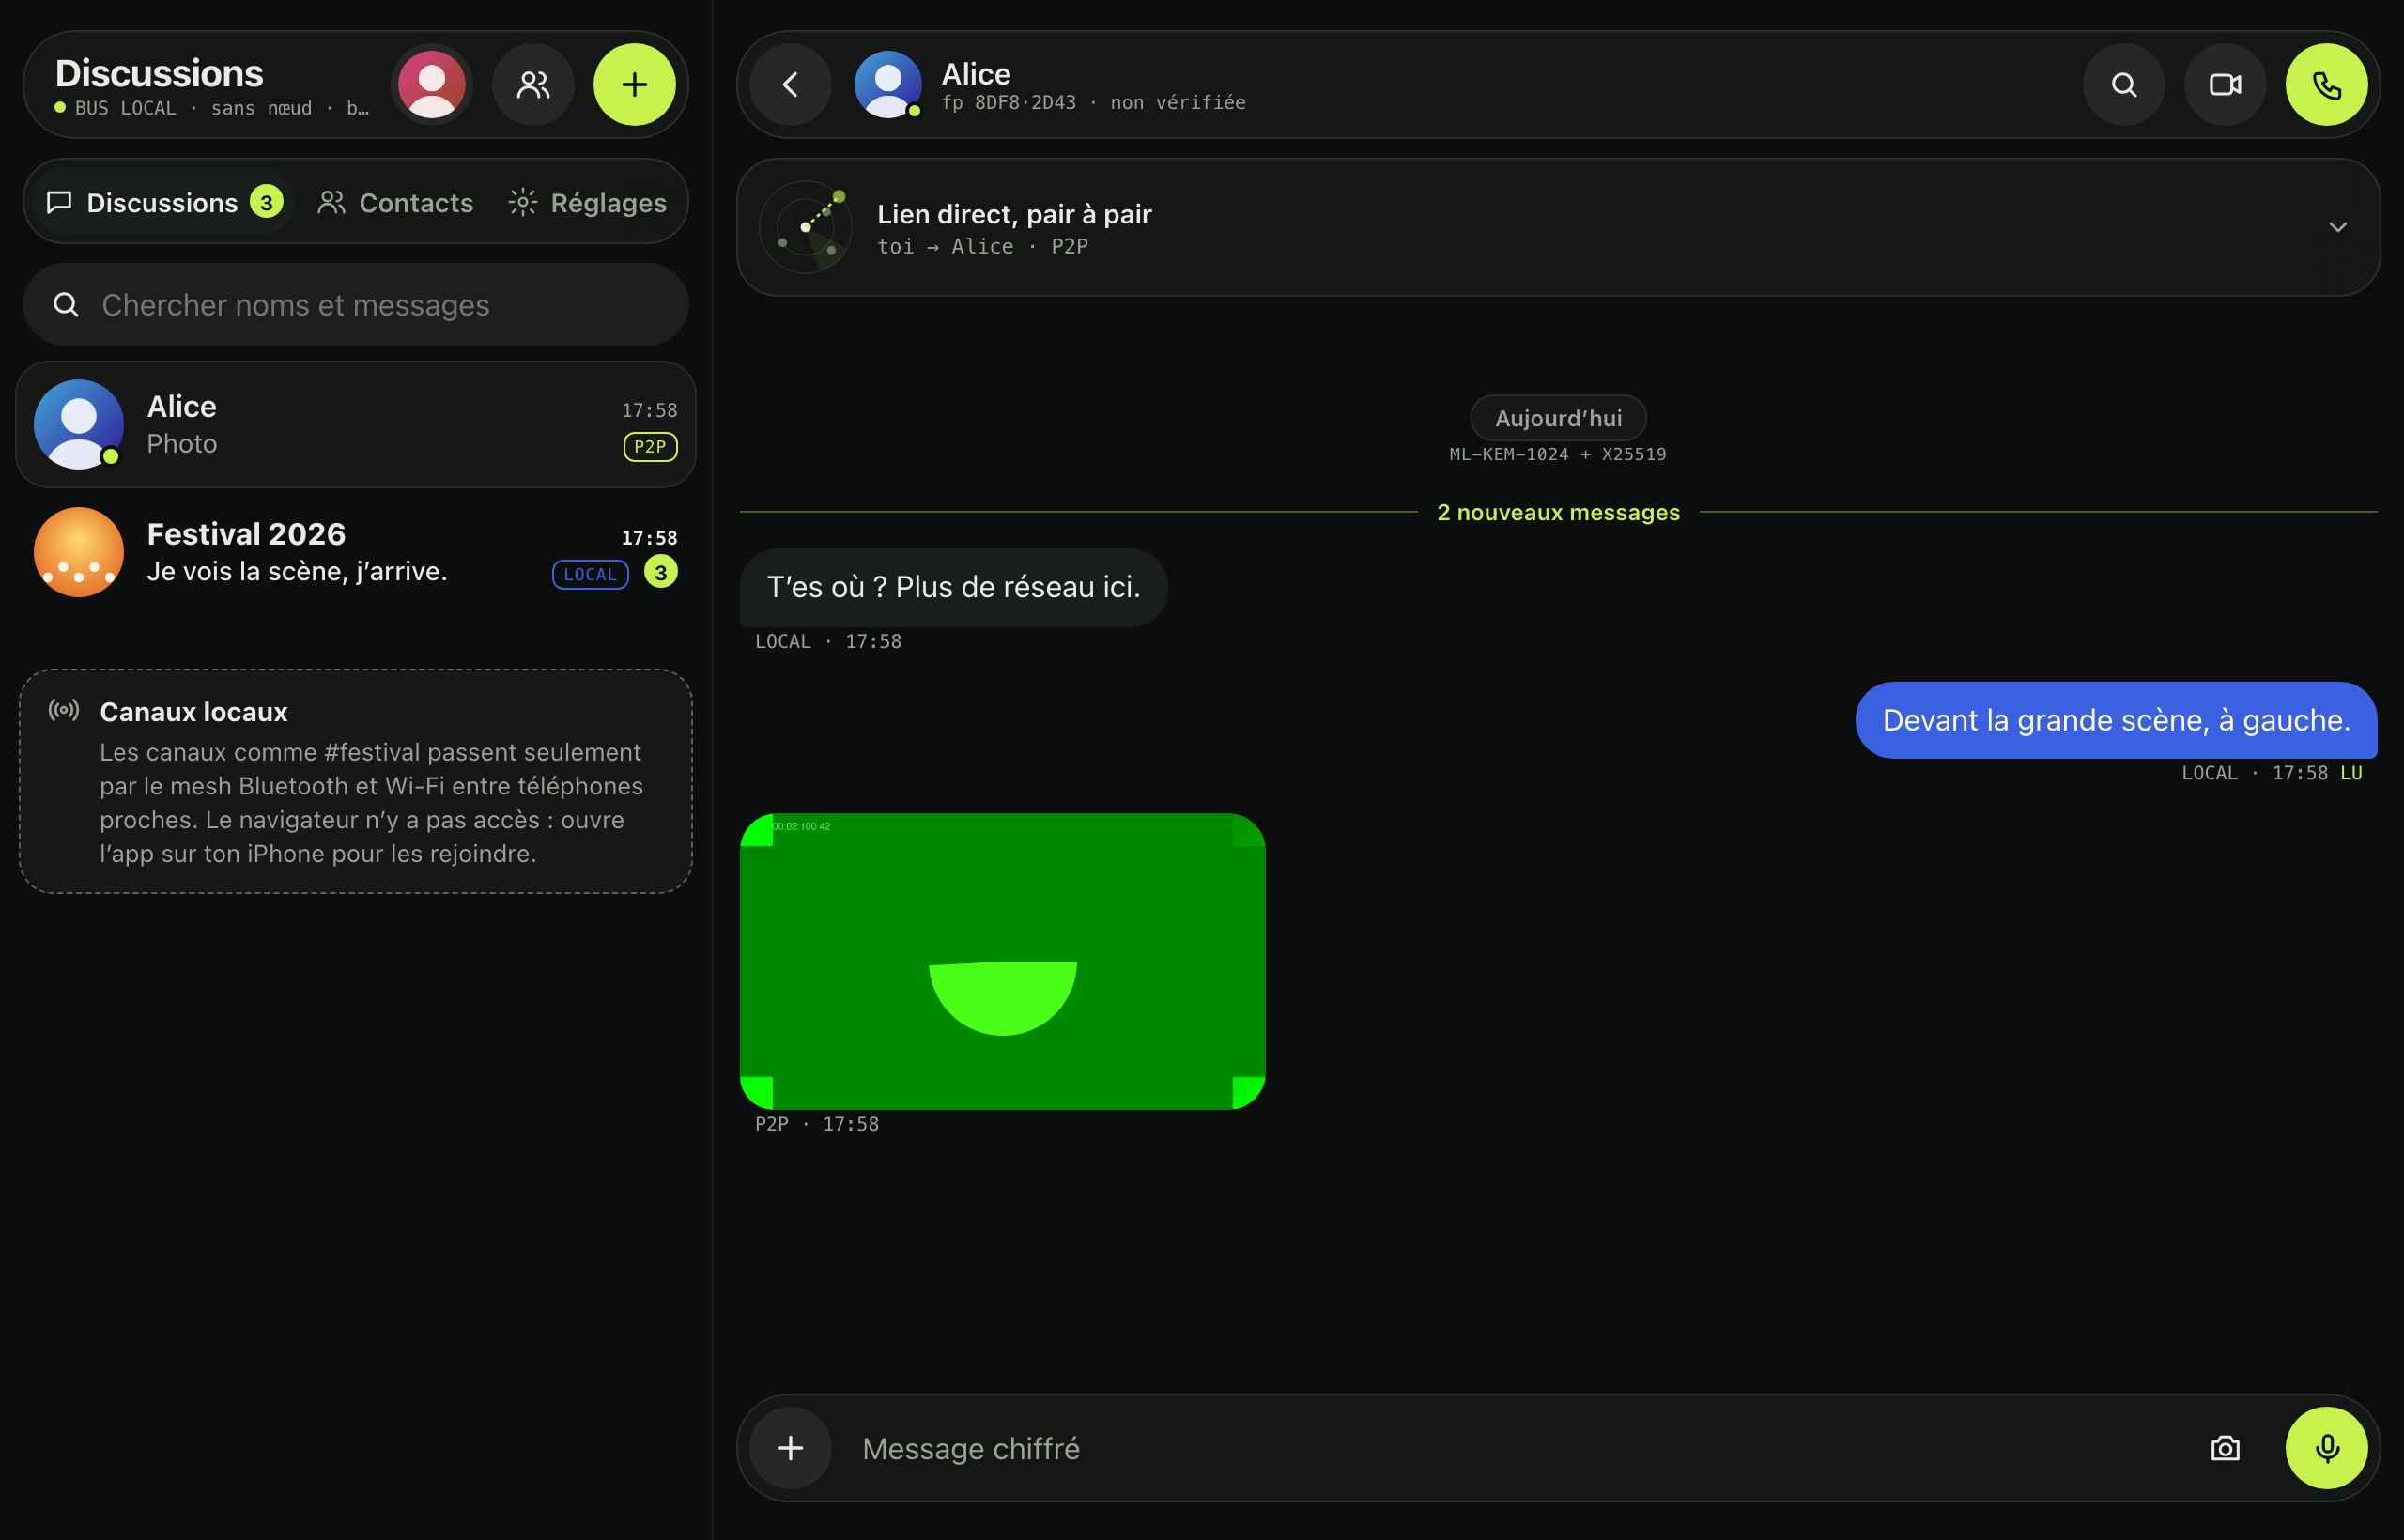 Discussions
BUS LOCAL · sans nœud · b…
Discussions 3
Contacts
Réglages
Chercher noms et messages
Alice
17:58
Photo
P2P
Festival 2026
17:58
Je vois la scène, j’arrive.
LOCAL
3
Canaux locaux
Les canaux comme #festival passent seulement
par le mesh Bluetooth et Wi-Fi entre téléphones
proches. Le navigateur n’y a pas accès : ouvre
l’app sur ton iPhone pour les rejoindre.
Alice
fp 8DF8·2D43 · non vérifiée
Lien direct, pair à pair
toi → Alice · P2P
Aujourd’hui
ML-KEM-1024 + X25519
2 nouveaux messages
T’es où ? Plus de réseau ici.
LOCAL · 17:58
Devant la grande scène, à gauche.
LOCAL · 17:58 LU
00:02:100 42
P2P · 17:58
Message chiffré